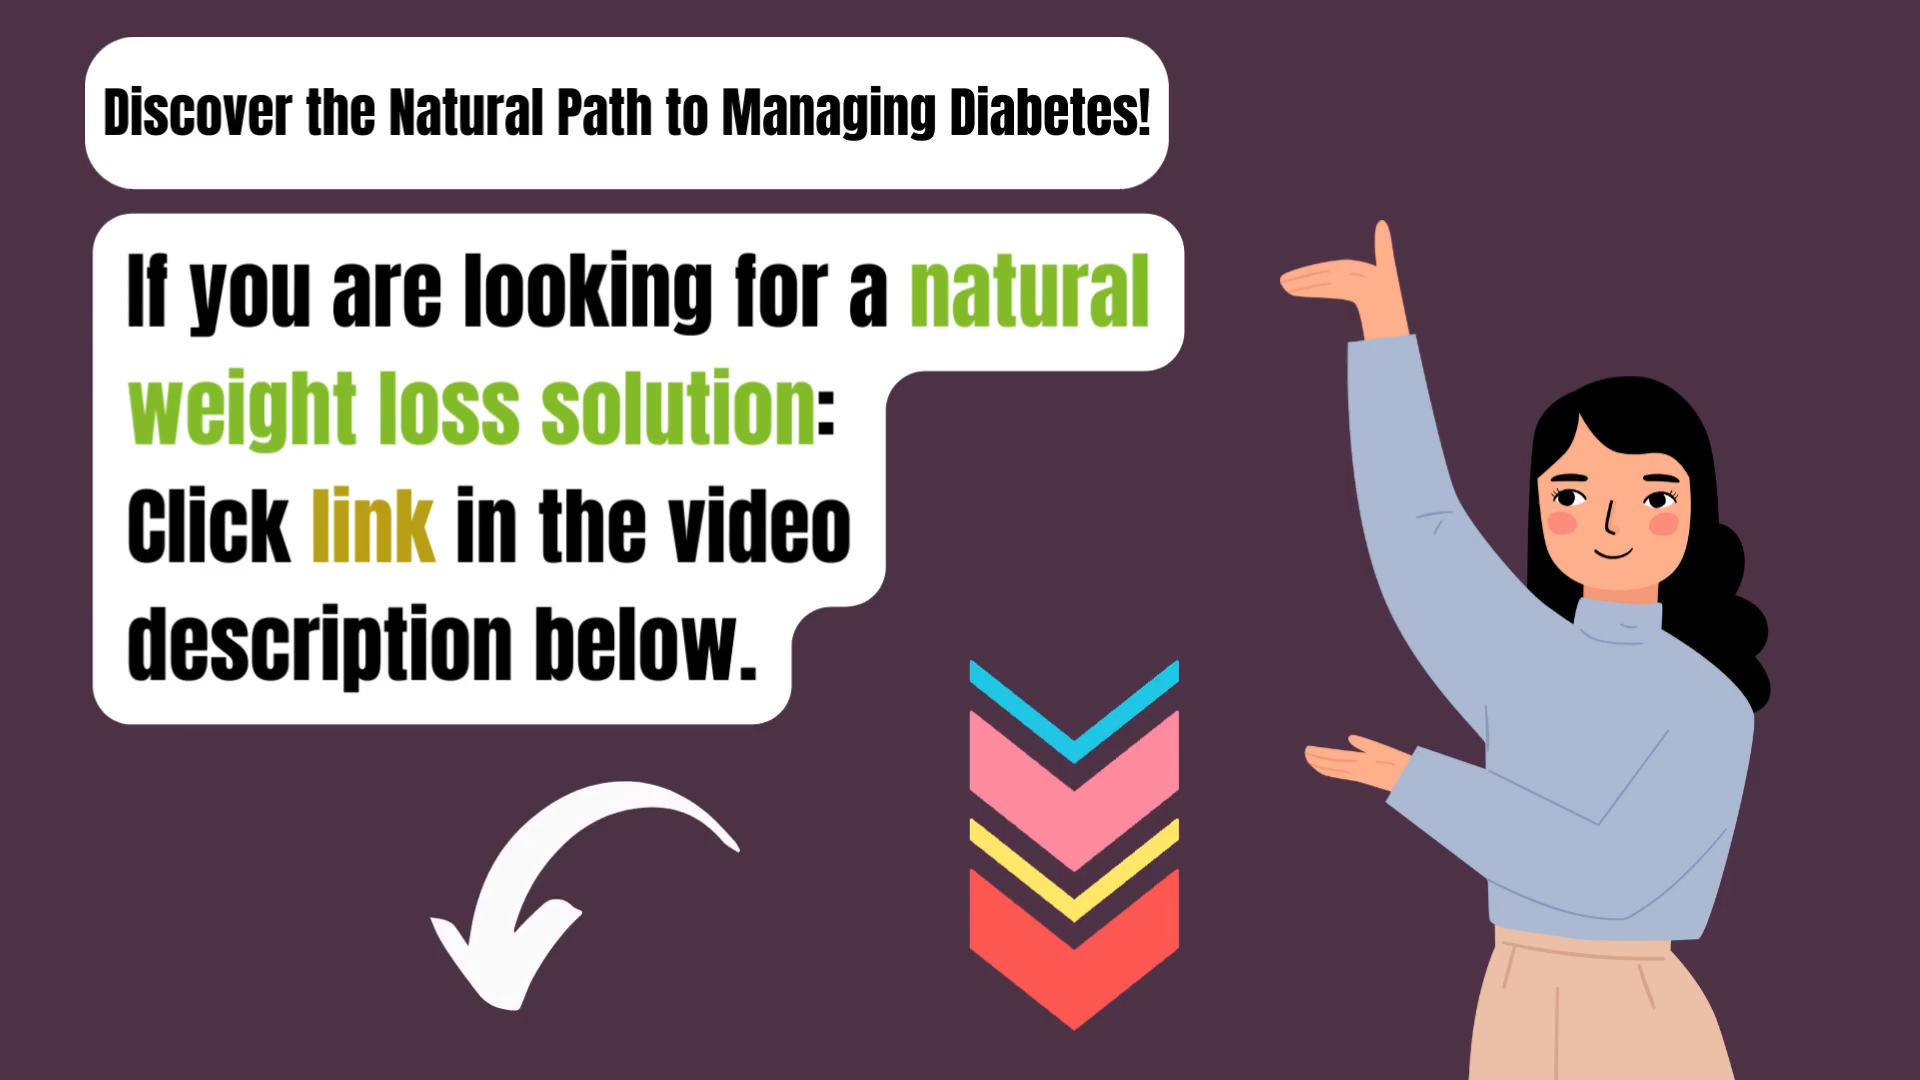 Discover the Natural Path to Managing Diabetes!
If you are looking for a natural
weight loss solution:
Click link in the video
description below.